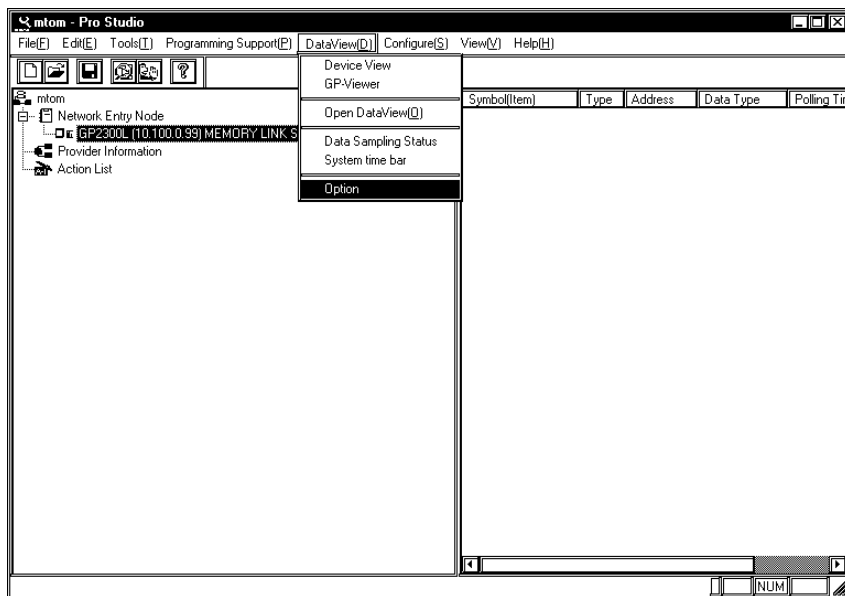 mtom - Pro Studio
File(F) Edit(E) Tools(T) Programming Support(P) DataView(D) Configure(S) View(V) Help(H)
Device View
GP-Viewer
Open DataView(O)
Data Sampling Status
System time bar
Option
mtom
Network Entry Node
GP2300L (10.100.0.99) MEMORY LINK S
Provider Information
Action List
Symbol(Item) Type Address Data Type Polling Tir
NUM